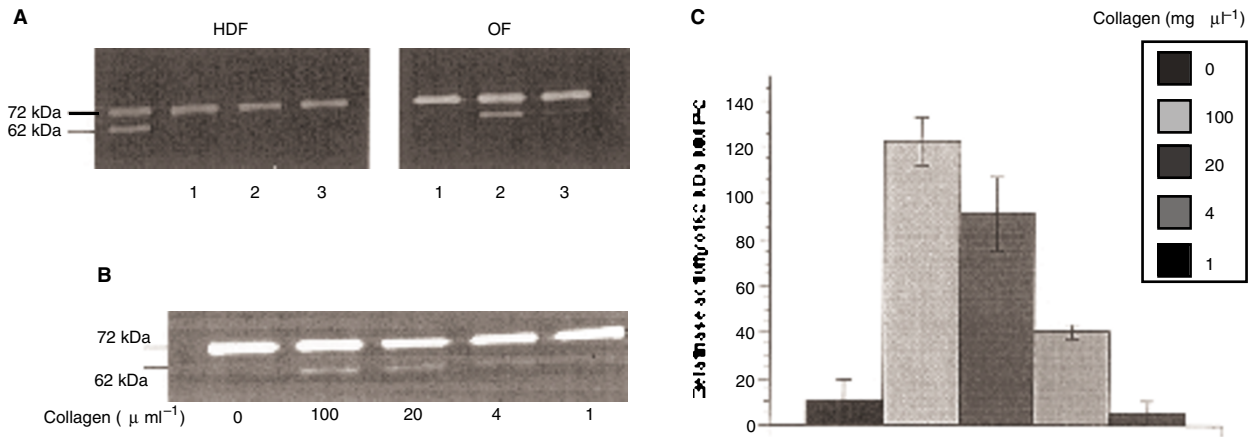 A
HDF
OF
72 kDa
62 kDa
1 2 3
1 2 3
B
72 kDa
62 kDa
Collagen ( μ ml–1)
0 100 20 4 1
C
Collagen (mg μl–1)
0
100
20
4
1
140
120
100
80
60
40
20
0